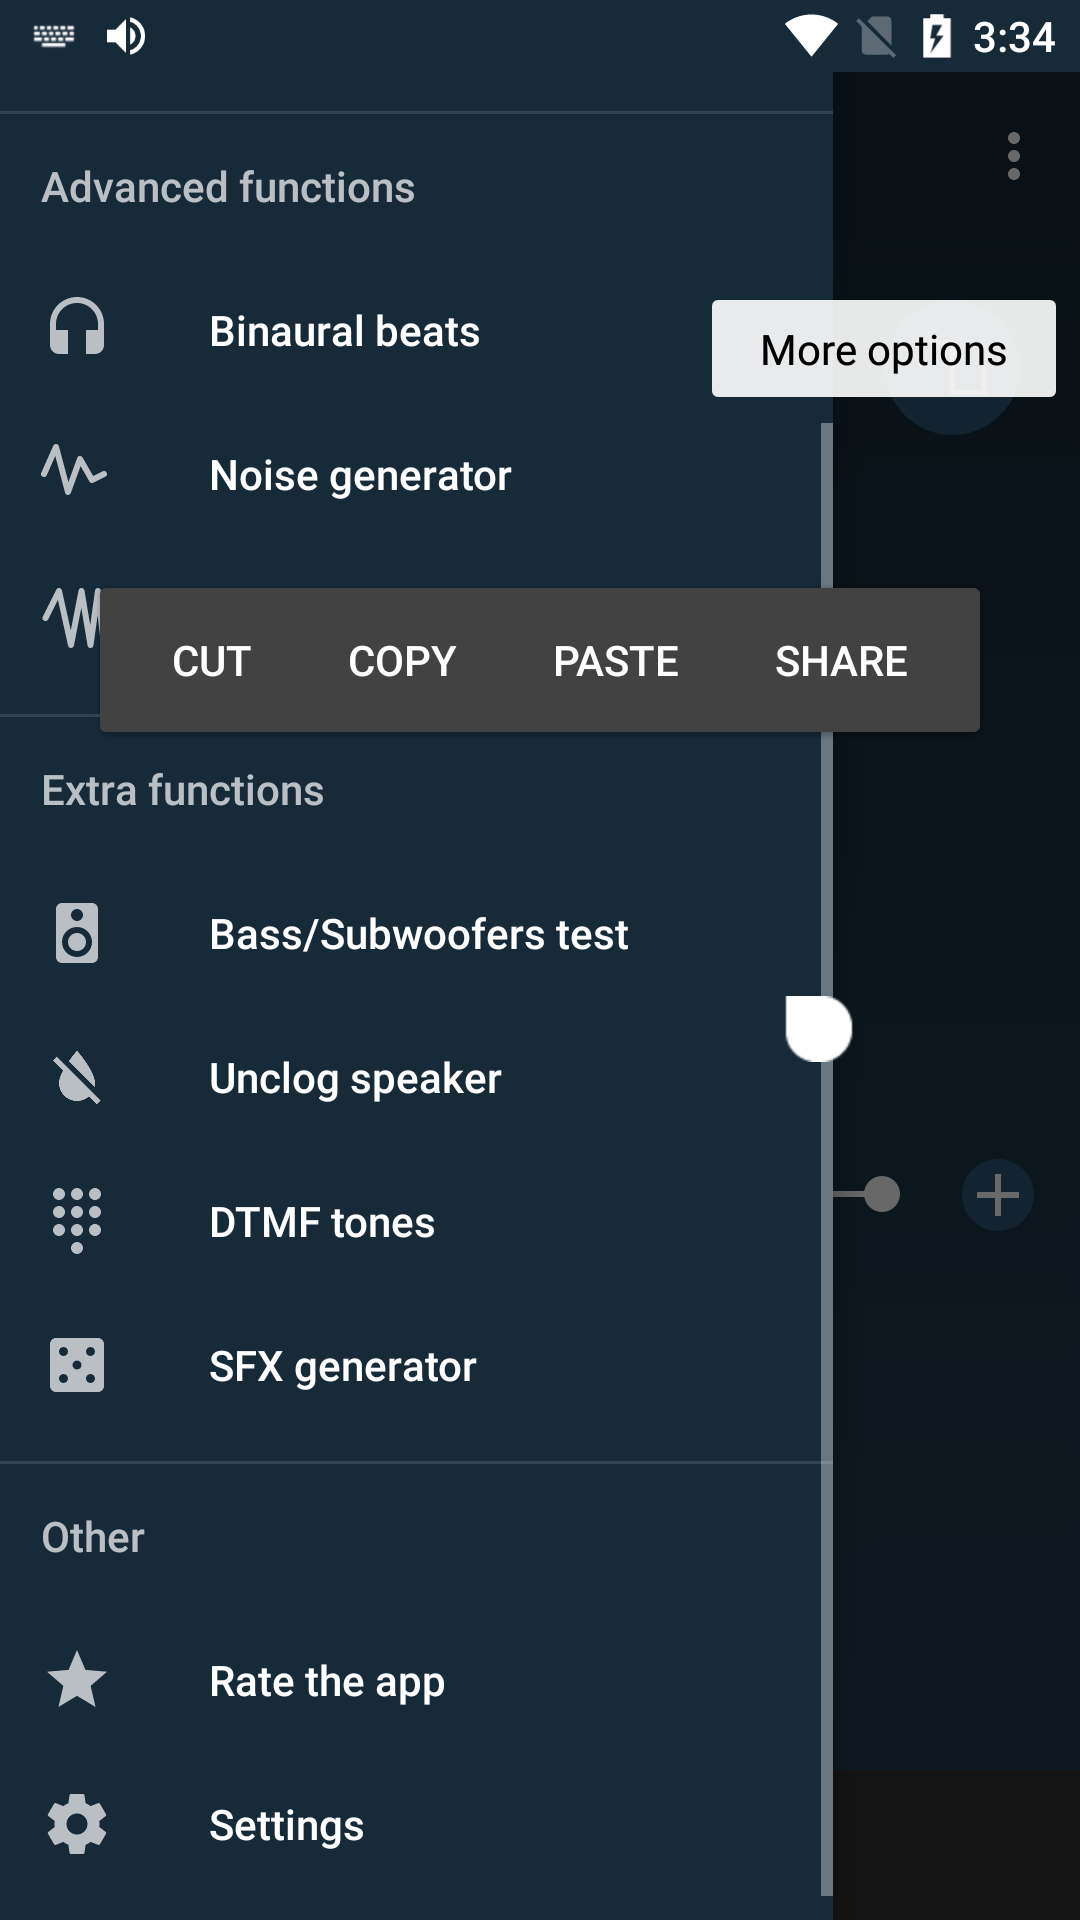 3:34
Advanced functions
Binaural beats
More options
Noise generator
CUT COPY PASTE SHARE
Extra functions
Bass/Subwoofers test
Unclog speaker
DTMF tones
SFX generator
Other
Rate the app
Settings